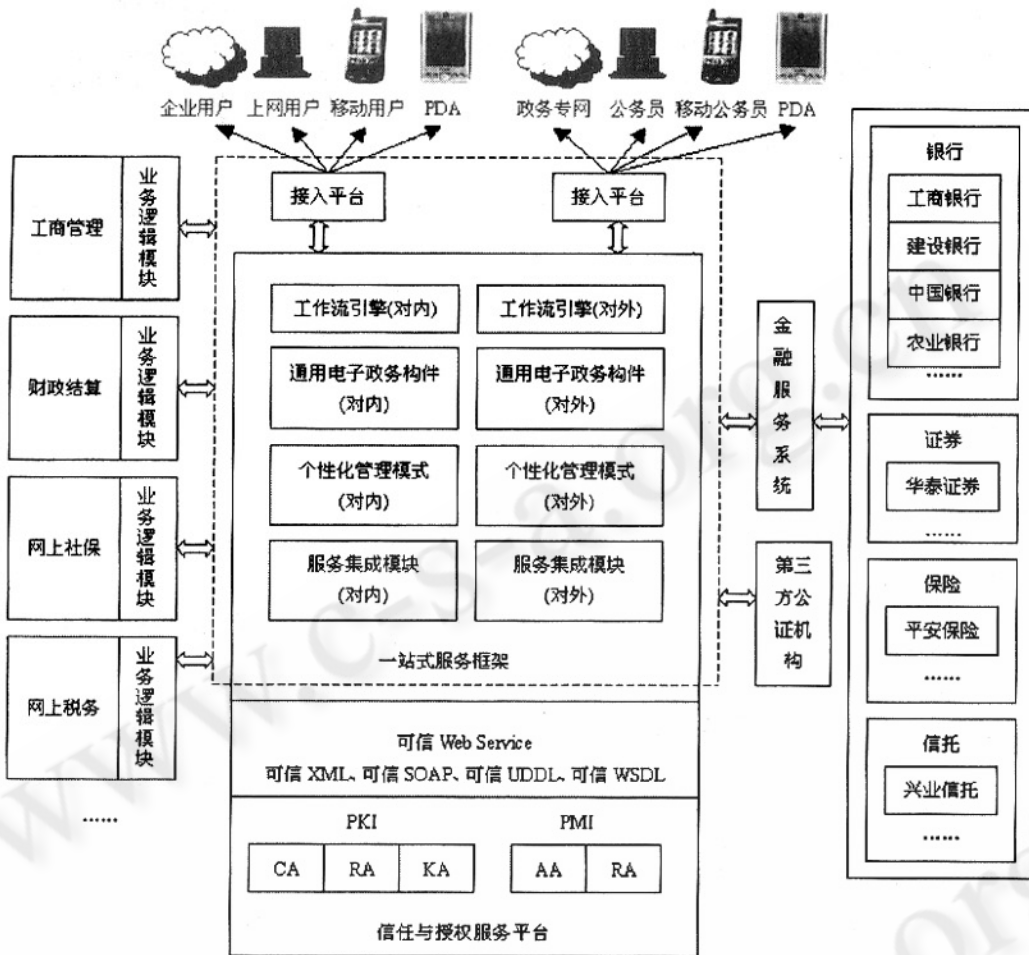 企业用户 上网用户 移动用户 PDA
政务专网 公务员 移动公务员 PDA
接入平台
接入平台
工商管理
业务逻辑模块
财政结算
业务逻辑模块
网上社保
业务逻辑模块
网上税务
业务逻辑模块
……
工作流引擎(对内)
工作流引擎(对外)
通用电子政务构件
(对内)
通用电子政务构件
(对外)
个性化管理模式
(对内)
个性化管理模式
(对外)
服务集成模块
(对内)
服务集成模块
(对外)
一站式服务框架
可信 Web Service
可信 XML、可信 SOAP、可信 UDDL、可信 WSDL
PKI
CA RA KA
PMI
AA RA
信任与授权服务平台
金融服务系统
第三方公证机构
银行
工商银行
建设银行
中国银行
农业银行
……
证券
华泰证券
……
保险
平安保险
……
信托
兴业信托
……
www.c-s-a.org.cn